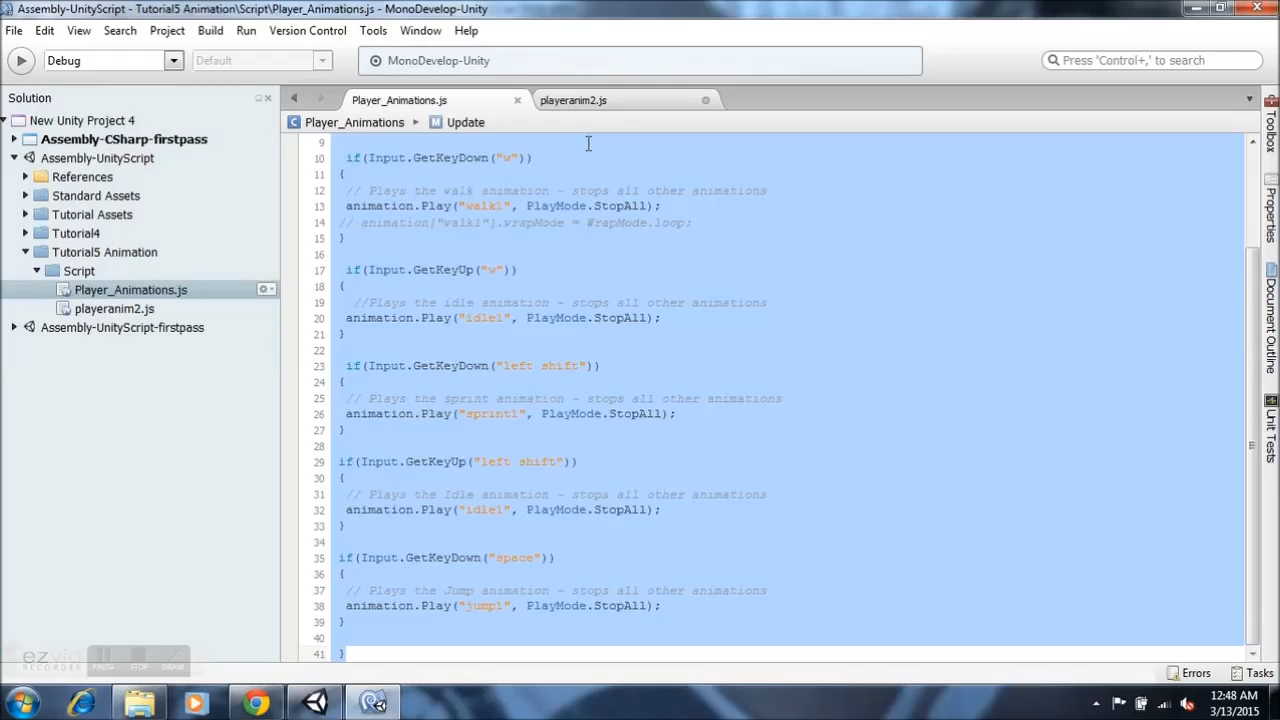 Assembly-UnityScript - Tutorial5 Animation\Script\Player_Animations.js - MonoDevelop-Unity
File Edit View Search Project Build Run Version Control Tools Window Help
Debug Default MonoDevelop-Unity Press 'Control+,' to search
Solution
New Unity Project 4
Assembly-CSharp-firstpass
Assembly-UnityScript
References
Standard Assets
Tutorial Assets
Tutorial4
Tutorial5 Animation
Script
Player_Animations.js
playeranim2.js
Assembly-UnityScript-firstpass
Player_Animations.js playeranim2.js
Player_Animations Update
9
10 if(Input.GetKeyDown("w"))
11 {
12 // Plays the walk animation - stops all other animations
13 animation.Play("walk1", PlayMode.StopAll);
14 // animation["walk1"].wrapMode = WrapMode.loop;
15 }
16
17 if(Input.GetKeyUp("w"))
18 {
19 //Plays the idle animation - stops all other animations
20 animation.Play("idle1", PlayMode.StopAll);
21 }
22
23 if(Input.GetKeyDown("left shift"))
24 {
25 // Plays the sprint animation - stops all other animations
26 animation.Play("sprint1", PlayMode.StopAll);
27 }
28
29 if(Input.GetKeyUp("left shift"))
30 {
31 // Plays the Idle animation - stops all other animations
32 animation.Play("idle1", PlayMode.StopAll);
33 }
34
35 if(Input.GetKeyDown("space"))
36 {
37 // Plays the Jump animation - stops all other animations
38 animation.Play("jump1", PlayMode.StopAll);
39 }
40
41 }
Toolbox
Properties
Document Outline
Unit Tests
ezvid
RECORDER
PAUSE STOP DRAW
Errors Tasks
12:48 AM
3/13/2015